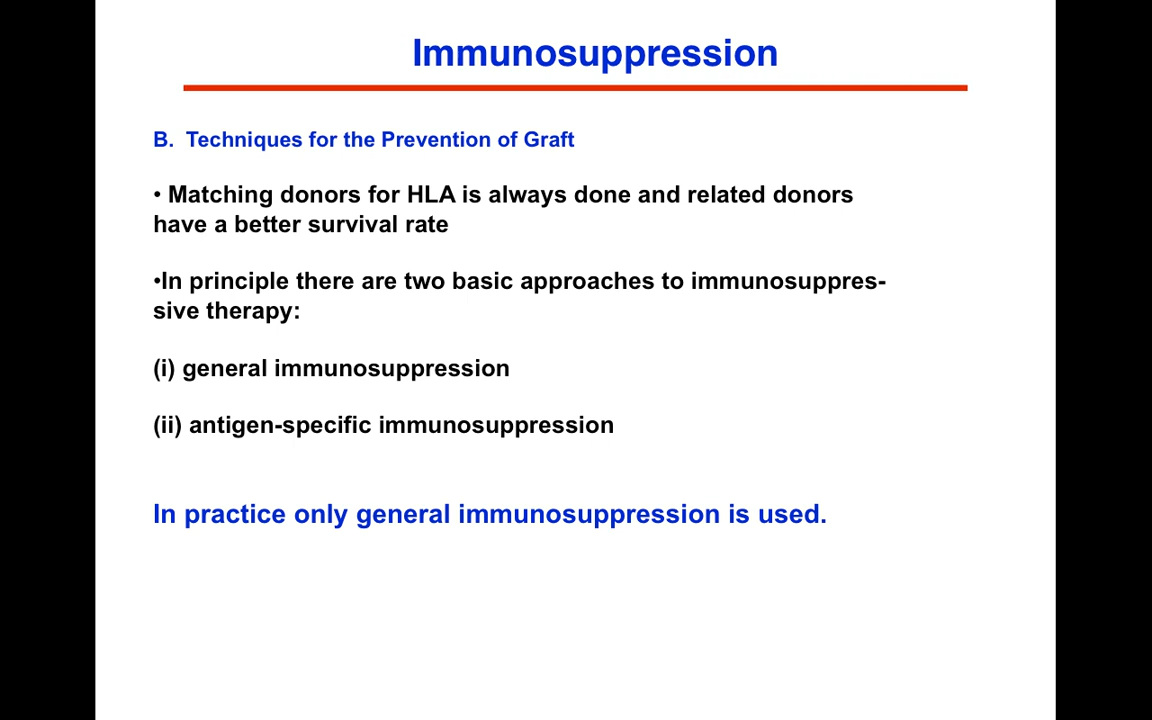 Immunosuppression
B. Techniques for the Prevention of Graft
• Matching donors for HLA is always done and related donors
have a better survival rate
•In principle there are two basic approaches to immunosuppres-
sive therapy:
(i) general immunosuppression
(ii) antigen-specific immunosuppression
In practice only general immunosuppression is used.